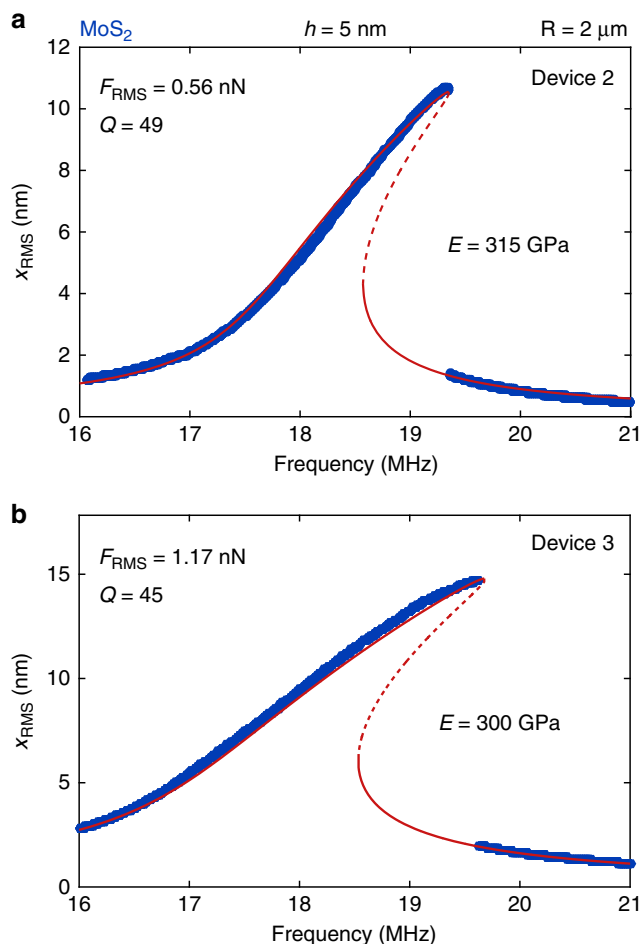 a
MoS2 h = 5 nm R = 2 μm
FRMS = 0.56 nN
Device 2
Q = 49
E = 315 GPa
12
10
8
6
4
2
0
xRMS (nm)
16 17 18 19 20 21
Frequency (MHz)
b
FRMS = 1.17 nN
Device 3
Q = 45
E = 300 GPa
15
10
5
0
xRMS (nm)
16 17 18 19 20 21
Frequency (MHz)